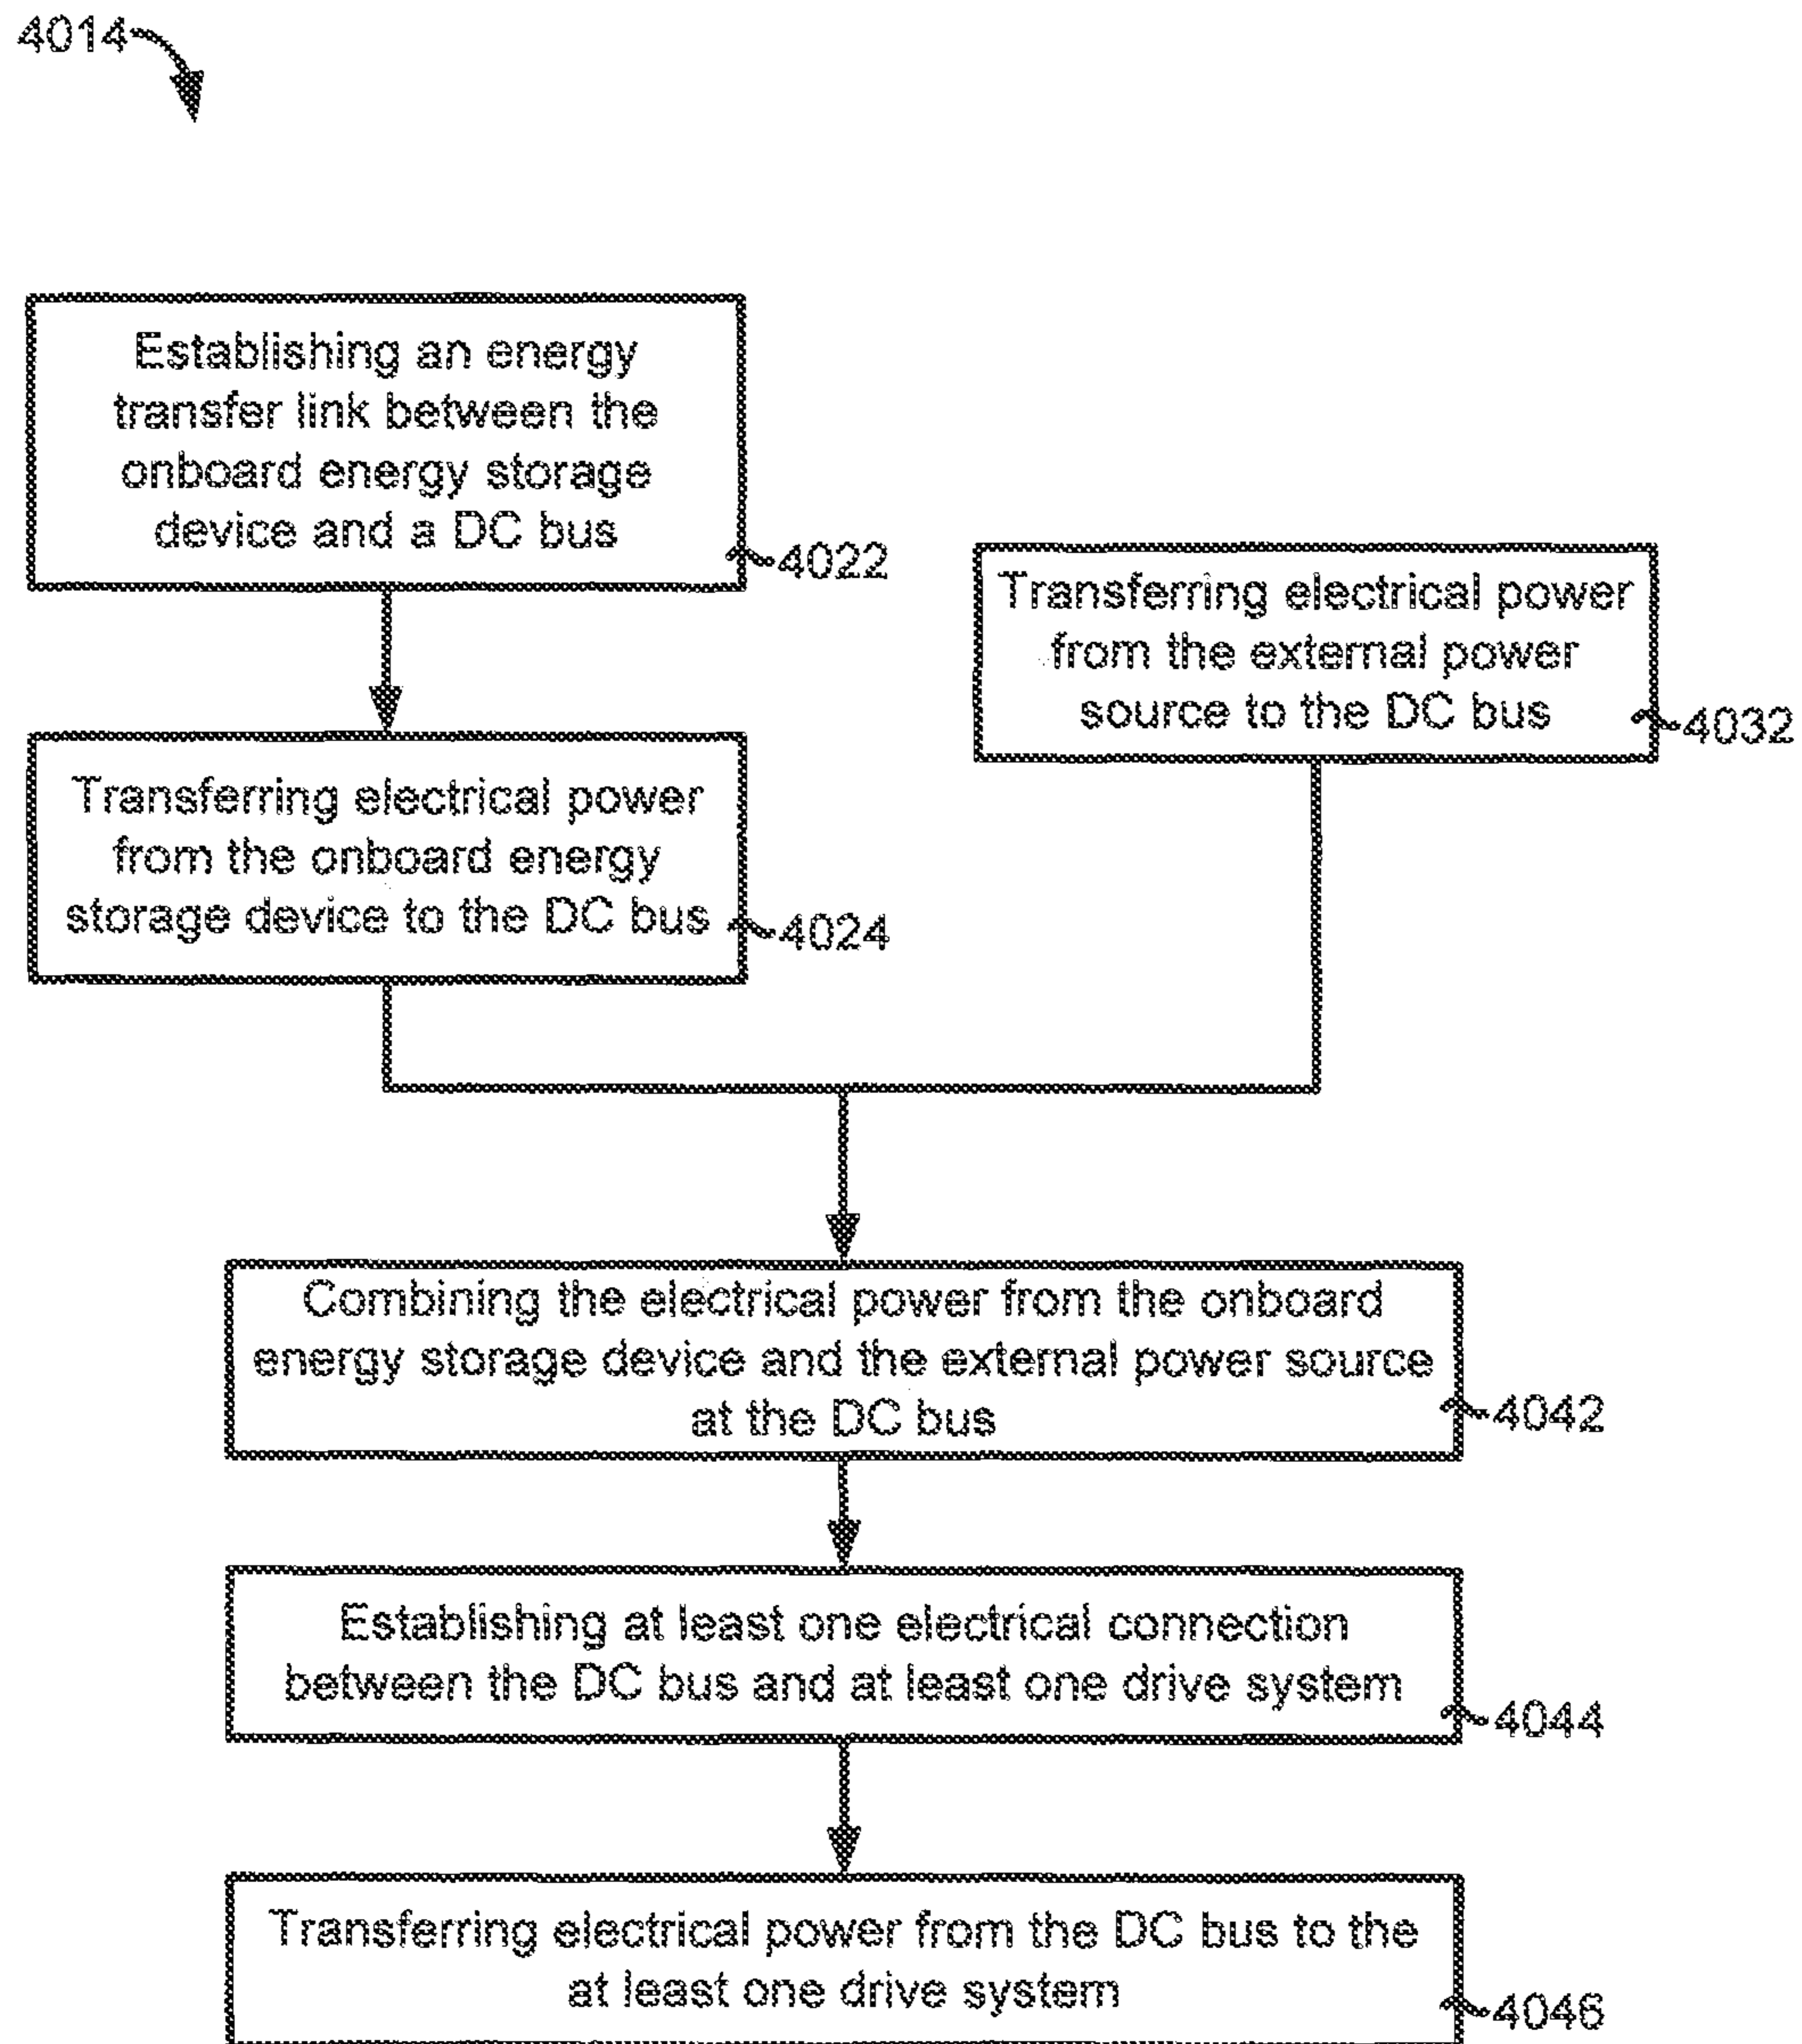 4014
Establishing an energy
transfer link between the
onboard energy storage
device and a DC bus
4022
Transferring electrical power
from the external power
source to the DC bus
4032
Transferring electrical power
from the onboard energy
storage device to the DC bus
4024
Combining the electrical power from the onboard
energy storage device and the external power source
at the DC bus
4042
Establishing at least one electrical connection
between the DC bus and at least one drive system
4044
Transferring electrical power from the DC bus to the
at least one drive system
4046